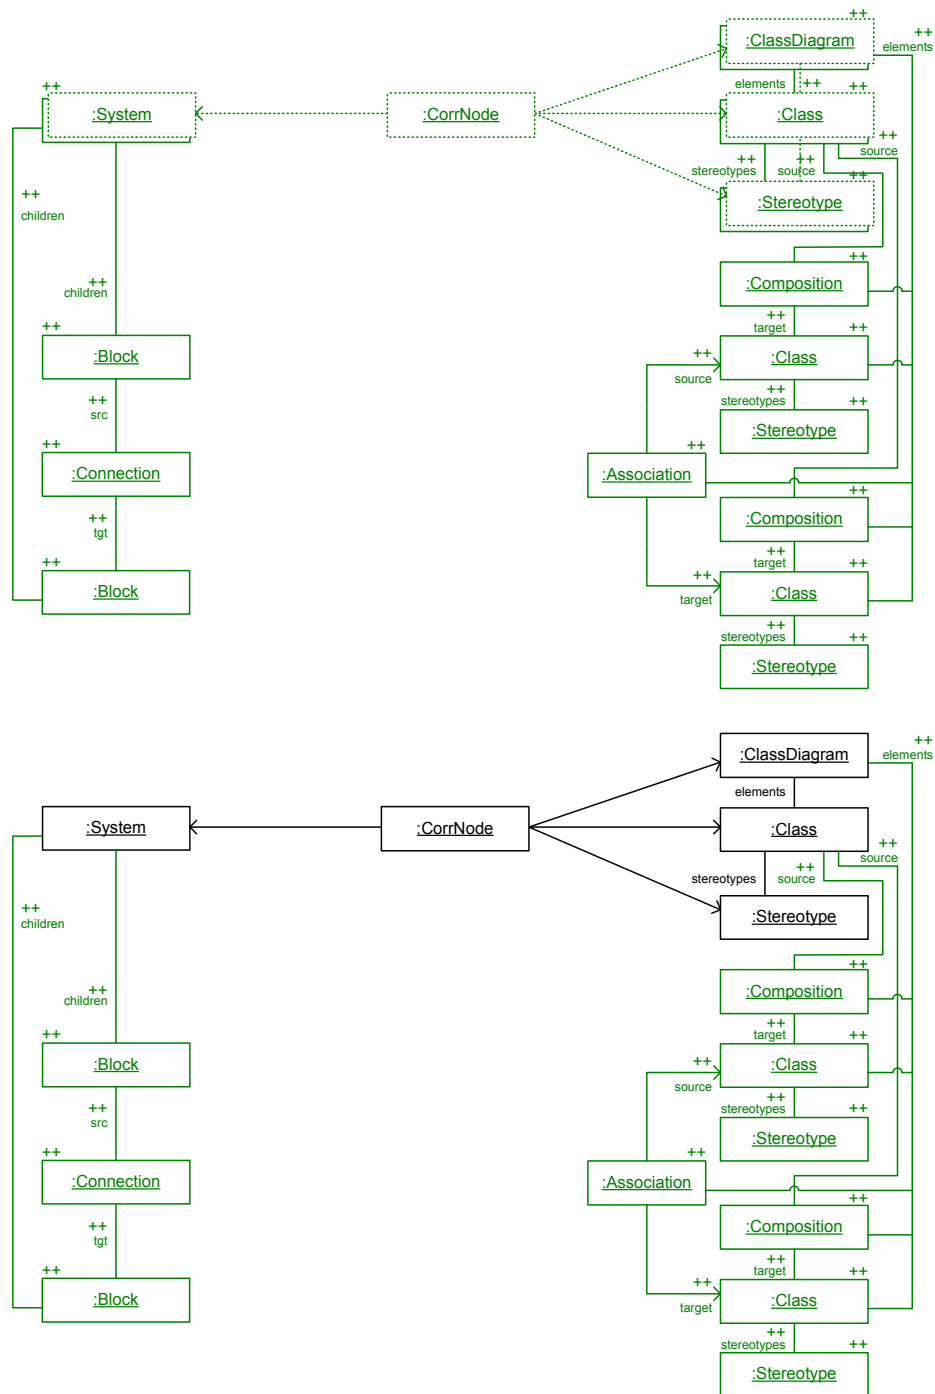 ++
++
:ClassDiagram
elements
++
elements
++
++
++
:System
:CorrNode
:Class
++
source
++
++
stereotypes
source
++
++
children
:Stereotype
++
:Composition
++
children
++
target
++
++
:Block
++
source
:Class
++
src
++
stereotypes
++
:Stereotype
++
++
:Connection
:Association
++
:Composition
++
tgt
++
target
++
++
:Block
++
target
:Class
++
stereotypes
++
:Stereotype
:ClassDiagram
++
elements
elements
:System
:CorrNode
:Class
++
source
stereotypes
++
source
++
children
:Stereotype
++
:Composition
++
children
++
target
++
++
:Block
++
source
:Class
++
src
++
stereotypes
++
:Stereotype
++
++
:Connection
:Association
++
:Composition
++
tgt
++
target
++
++
:Block
++
target
:Class
++
stereotypes
++
:Stereotype